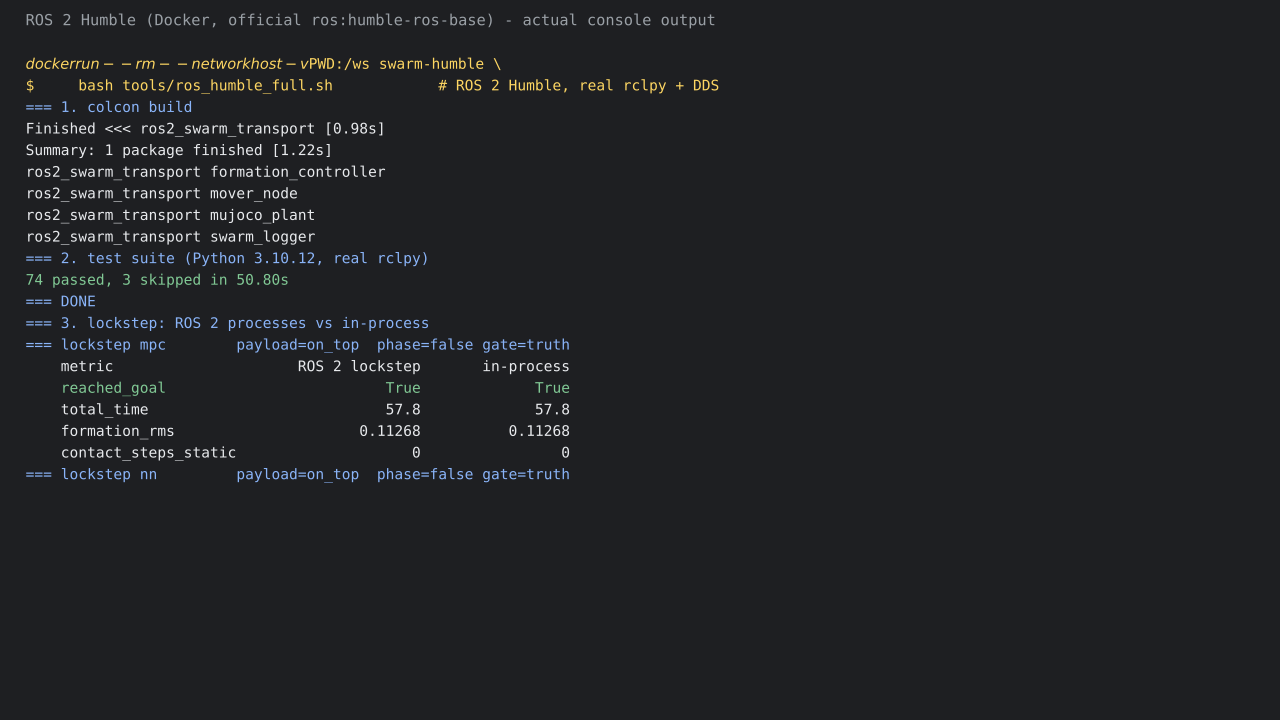 ROS 2 Humble (Docker, official ros:humble-ros-base) - actual console output
dockerrun--rm--networkhost-vPWD:/ws swarm-humble \
$     bash tools/ros_humble_full.sh            # ROS 2 Humble, real rclpy + DDS
=== 1. colcon build
Finished <<< ros2_swarm_transport [0.98s]
Summary: 1 package finished [1.22s]
ros2_swarm_transport formation_controller
ros2_swarm_transport mover_node
ros2_swarm_transport mujoco_plant
ros2_swarm_transport swarm_logger
=== 2. test suite (Python 3.10.12, real rclpy)
74 passed, 3 skipped in 50.80s
=== DONE
=== 3. lockstep: ROS 2 processes vs in-process
=== lockstep mpc        payload=on_top  phase=false gate=truth
    metric                     ROS 2 lockstep       in-process
    reached_goal                         True             True
    total_time                           57.8             57.8
    formation_rms                     0.11268          0.11268
    contact_steps_static                    0                0
=== lockstep nn         payload=on_top  phase=false gate=truth